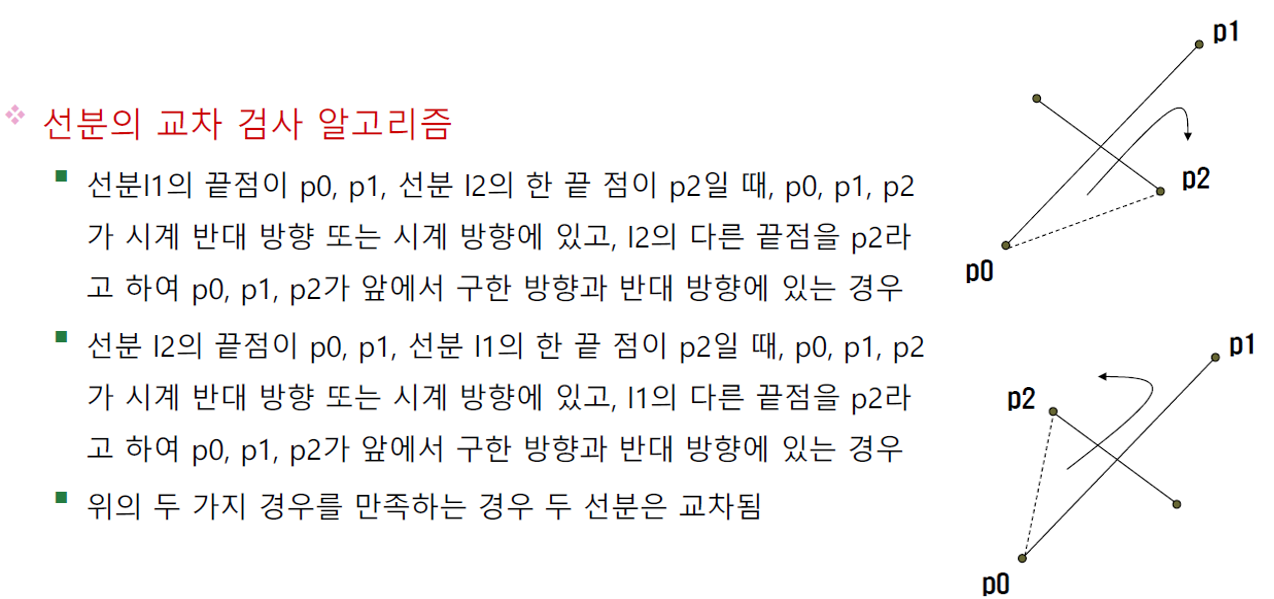 선분의 교차 검사 알고리즘
선분l1의 끝점이 p0, p1, 선분 l2의 한 끝 점이 p2일 때, p0, p1, p2
가 시계 반대 방향 또는 시계 방향에 있고, l2의 다른 끝점을 p2라
고 하여 p0, p1, p2가 앞에서 구한 방향과 반대 방향에 있는 경우
선분 l2의 끝점이 p0, p1, 선분 l1의 한 끝 점이 p2일 때, p0, p1, p2
가 시계 반대 방향 또는 시계 방향에 있고, l1의 다른 끝점을 p2라
고 하여 p0, p1, p2가 앞에서 구한 방향과 반대 방향에 있는 경우
위의 두 가지 경우를 만족하는 경우 두 선분은 교차됨
p1
p2
p0
p1
p2
p0